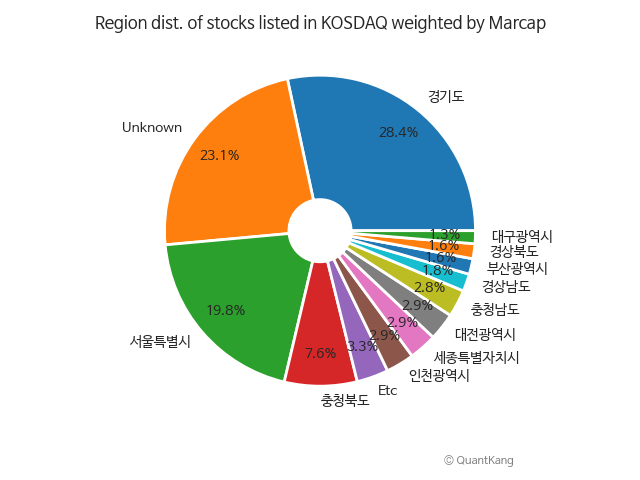 Region dist. of stocks listed in KOSDAQ weighted by Marcap
경기도
28.4%
Unknown
23.1%
서울특별시
19.8%
충청북도
7.6%
Etc
3.3%
인천광역시
2.9%
세종특별자치시
2.9%
대전광역시
2.9%
충청남도
2.8%
경상남도
1.8%
부산광역시
1.6%
경상북도
1.6%
대구광역시
1.3%
© QuantKang